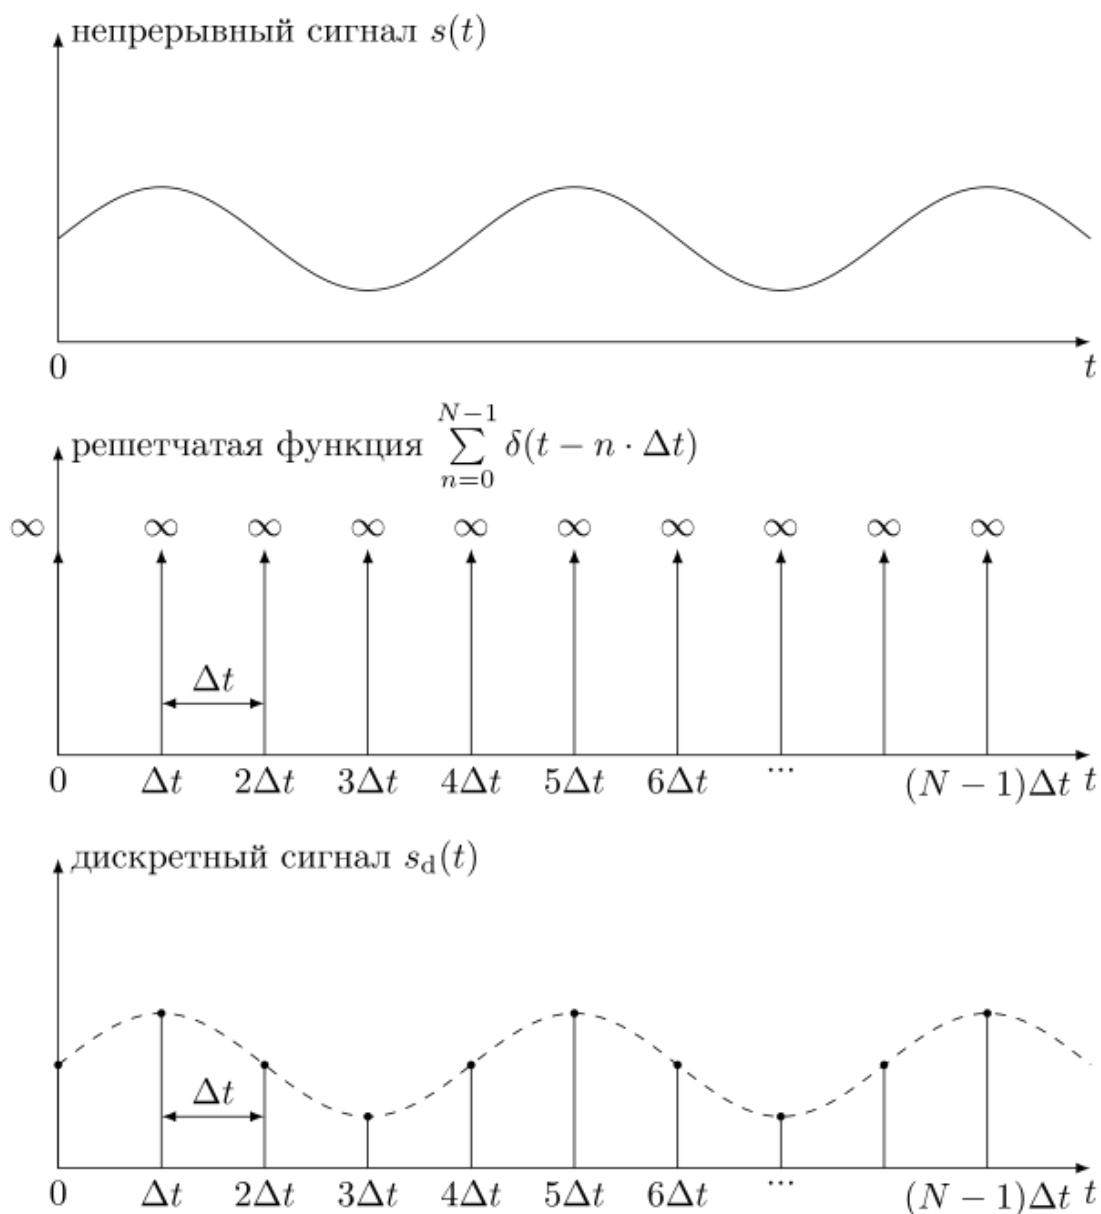 непрерывный сигнал s(t)
0 t
решетчатая функция \sum_{n=0}^{N-1} δ(t − n · Δt)
∞ ∞ ∞ ∞ ∞ ∞ ∞ ∞ ∞ ∞
Δt
0 Δt 2Δt 3Δt 4Δt 5Δt 6Δt ... (N − 1)Δt t
дискретный сигнал s_d(t)
Δt
0 Δt 2Δt 3Δt 4Δt 5Δt 6Δt ... (N − 1)Δt t